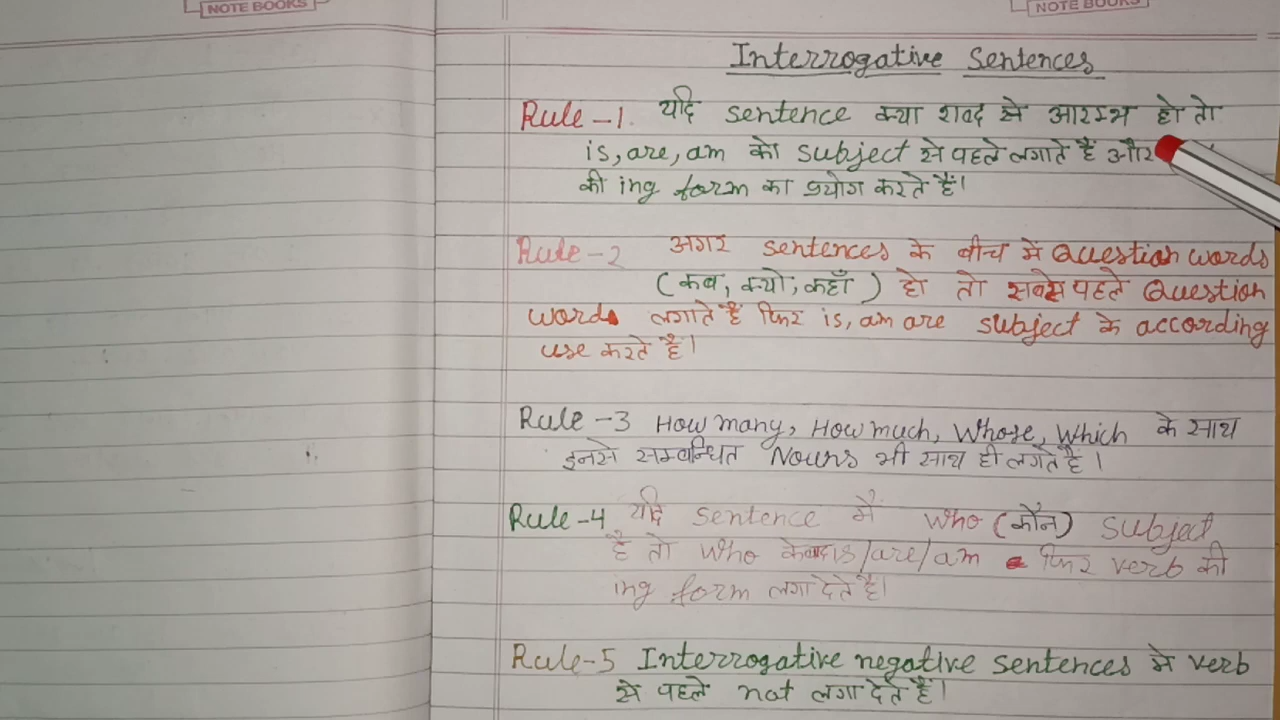 NOTE BOOKS
NOTE BOOKS
Interrogative Sentences
Rule-1. यदि sentence क्या शब्द से आरम्भ हो तो
is, are, am को subject से पहले लगाते हैं और
की ing form का प्रयोग करते हैं।
Rule-2 अगर sentences के बीच में Question words
(कब, क्यो, कहाँ) हो तो सबसे पहले Question
words लगाते हैं फिर is, am are subject के according
use करते हैं।
Rule-3 How many, How much, Whose, Which के साथ
इनसे सम्बन्धित Nouns भी साथ ही लगते हैं।
Rule-4 यदि sentence में who (कौन) subject
है तो who के बाद is/are/am फिर verb की
ing form लगा देते हैं।
Rule-5 Interrogative negative sentences में verb
से पहले not लगा देते हैं।